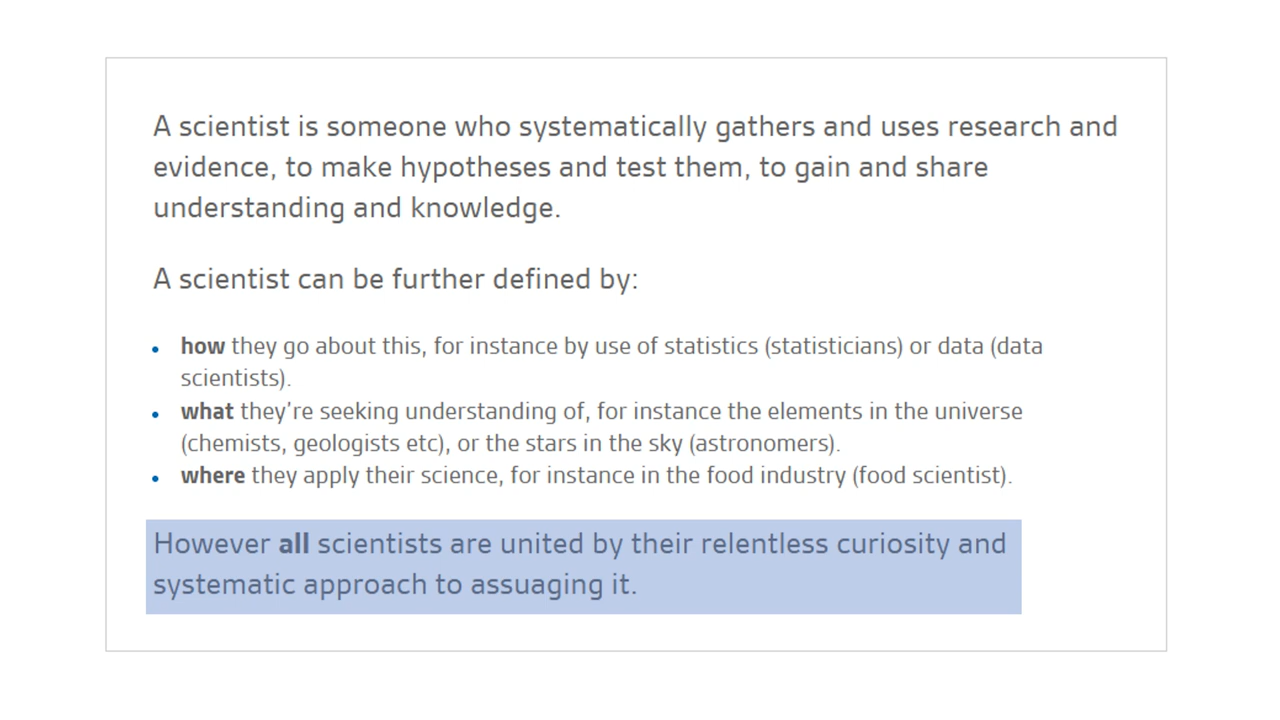 A scientist is someone who systematically gathers and uses research and
evidence, to make hypotheses and test them, to gain and share
understanding and knowledge.
A scientist can be further defined by:
• how they go about this, for instance by use of statistics (statisticians) or data (data
scientists).
• what they're seeking understanding of, for instance the elements in the universe
(chemists, geologists etc), or the stars in the sky (astronomers).
• where they apply their science, for instance in the food industry (food scientist).
However all scientists are united by their relentless curiosity and
systematic approach to assuaging it.